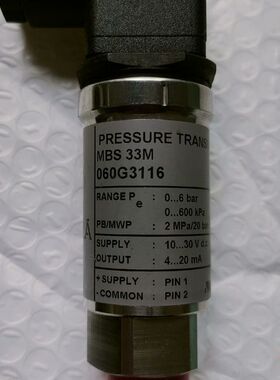 PRESSURE TRANS
MBS 33M
060G3116
RANGE Pe : 0...6 bar
0...600 kPa
PB/MWP : 2 MPa/20 bar
SUPPLY : 10...30 V d.c.
OUTPUT : 4...20 mA
+ SUPPLY : PIN 1
- COMMON : PIN 2